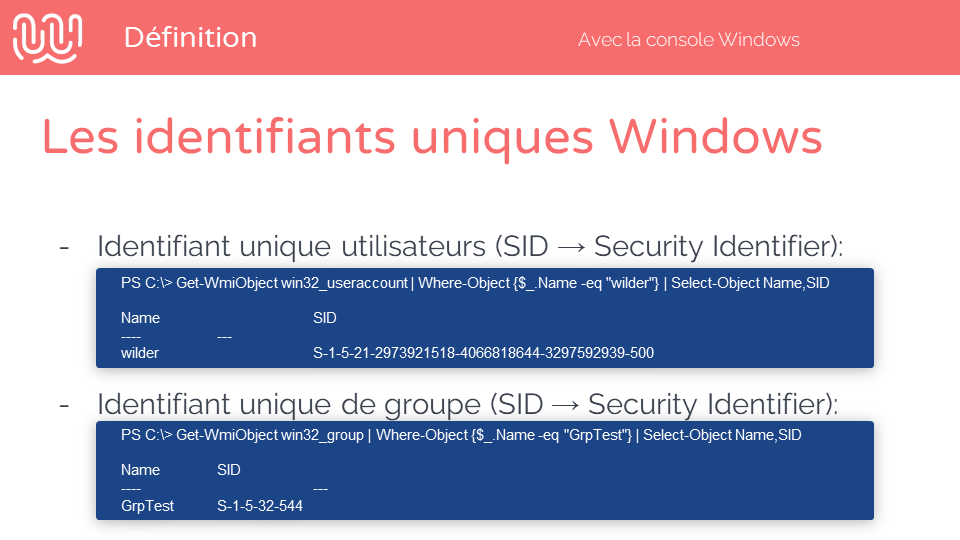 Définition
Avec la console Windows
Les identifiants uniques Windows
- Identifiant unique utilisateurs (SID → Security Identifier):
PS C:\> Get-WmiObject win32_useraccount | Where-Object {$_.Name -eq "wilder"} | Select-Object Name,SID
Name SID
---- ---
wilder S-1-5-21-2973921518-4066818644-3297592939-500
- Identifiant unique de groupe (SID → Security Identifier):
PS C:\> Get-WmiObject win32_group | Where-Object {$_.Name -eq "GrpTest"} | Select-Object Name,SID
Name SID
---- ---
GrpTest S-1-5-32-544